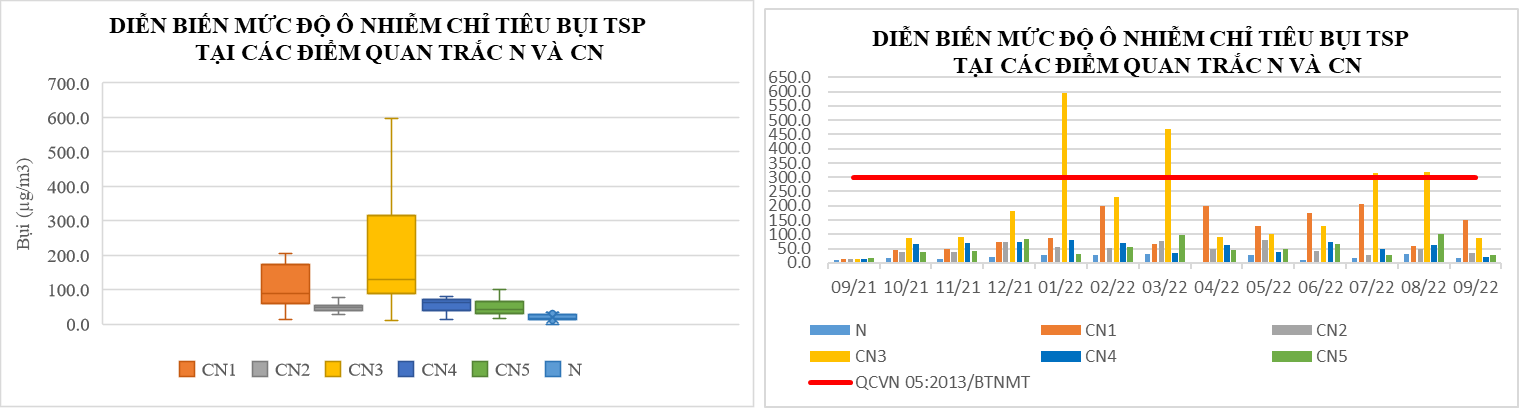 DIỄN BIẾN MỨC ĐỘ Ô NHIỄM CHỈ TIÊU BỤI TSP
TẠI CÁC ĐIỂM QUAN TRẮC N VÀ CN
700.0
600.0
500.0
400.0
300.0
200.0
100.0
0.0
Bụi (µg/m3)
CN1 CN2 CN3 CN4 CN5 N
DIỄN BIẾN MỨC ĐỘ Ô NHIỄM CHỈ TIÊU BỤI TSP
TẠI CÁC ĐIỂM QUAN TRẮC N VÀ CN
650.0
600.0
550.0
500.0
450.0
400.0
350.0
300.0
250.0
200.0
150.0
100.0
50.0
0.0
09/21 10/21 11/21 12/21 01/22 02/22 03/22 04/22 05/22 06/22 07/22 08/22 09/22
N CN1 CN2
CN3 CN4 CN5
QCVN 05:2013/BTNMT